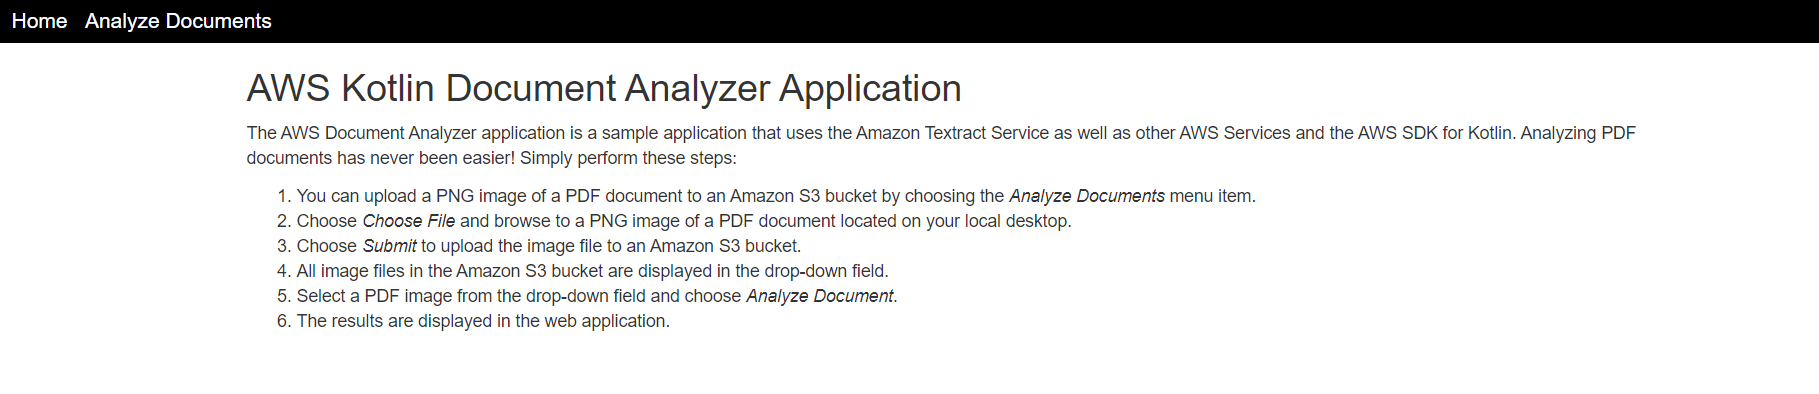 Home Analyze Documents
AWS Kotlin Document Analyzer Application
The AWS Document Analyzer application is a sample application that uses the Amazon Textract Service as well as other AWS Services and the AWS SDK for Kotlin. Analyzing PDF
documents has never been easier! Simply perform these steps:
1. You can upload a PNG image of a PDF document to an Amazon S3 bucket by choosing the Analyze Documents menu item.
2. Choose Choose File and browse to a PNG image of a PDF document located on your local desktop.
3. Choose Submit to upload the image file to an Amazon S3 bucket.
4. All image files in the Amazon S3 bucket are displayed in the drop-down field.
5. Select a PDF image from the drop-down field and choose Analyze Document.
6. The results are displayed in the web application.